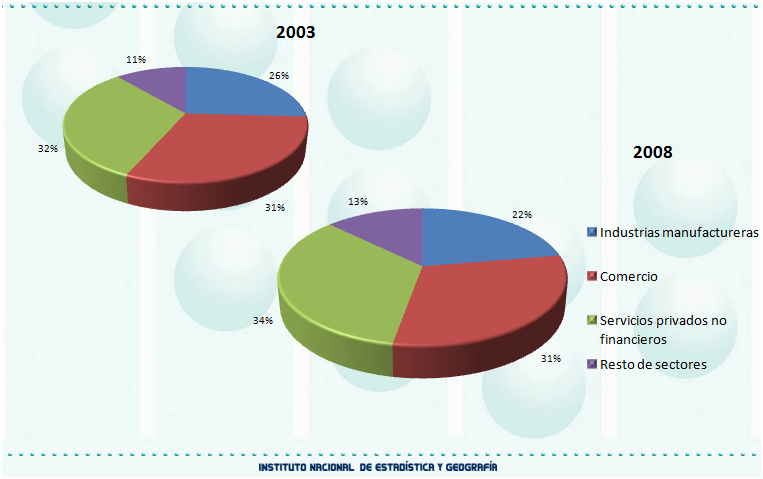 2003
11%
26%
32%
31%
2008
13%
22%
34%
31%
Industrias manufactureras
Comercio
Servicios privados no
financieros
Resto de sectores
INSTITUTO NACIONAL DE ESTADÍSTICA Y GEOGRAFÍA